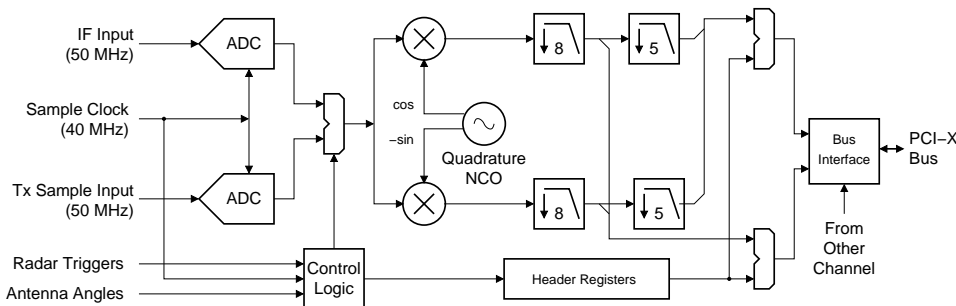 IF Input
(50 MHz)
ADC
Sample Clock
(40 MHz)
Tx Sample Input
(50 MHz)
ADC
Radar Triggers
Antenna Angles
Control
Logic
cos
−sin
Quadrature
NCO
8
5
8
5
Header Registers
Bus
Interface
PCI−X
Bus
From
Other
Channel